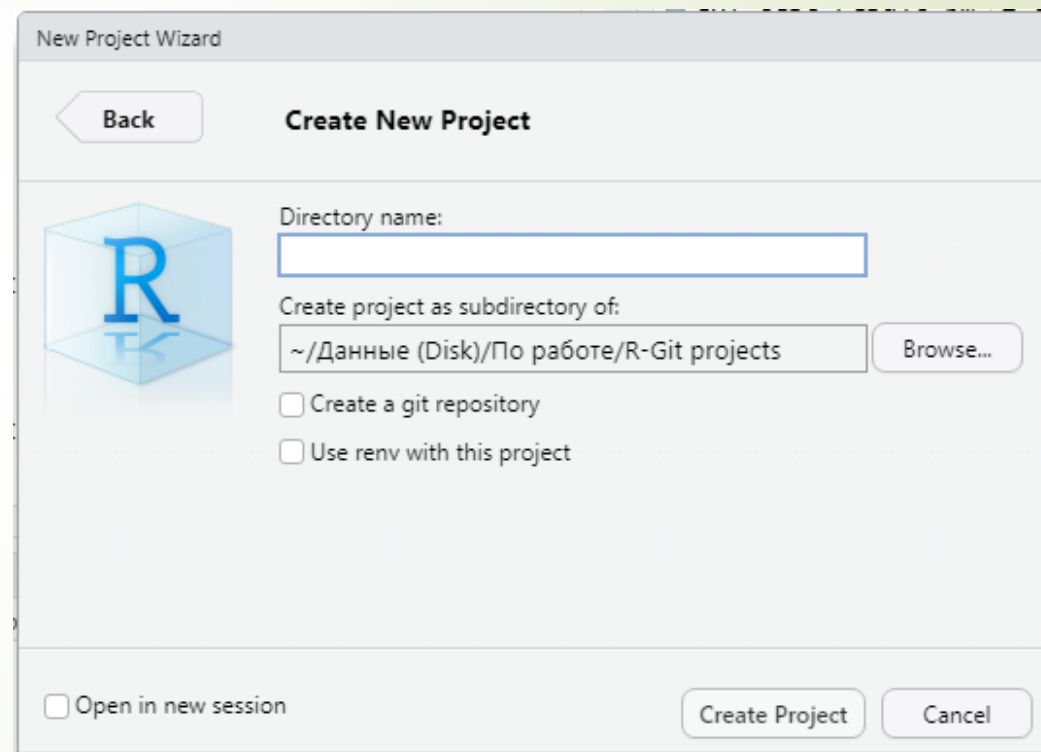 New Project Wizard
Back
Create New Project
R
Directory name:
Create project as subdirectory of:
~/Данные (Disk)/По работе/R-Git projects
Browse...
Create a git repository
Use renv with this project
Open in new session
Create Project
Cancel